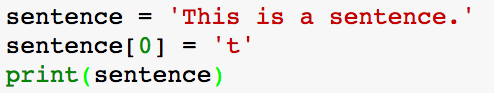 sentence = 'This is a sentence.'
sentence[0] = 't'
print(sentence)